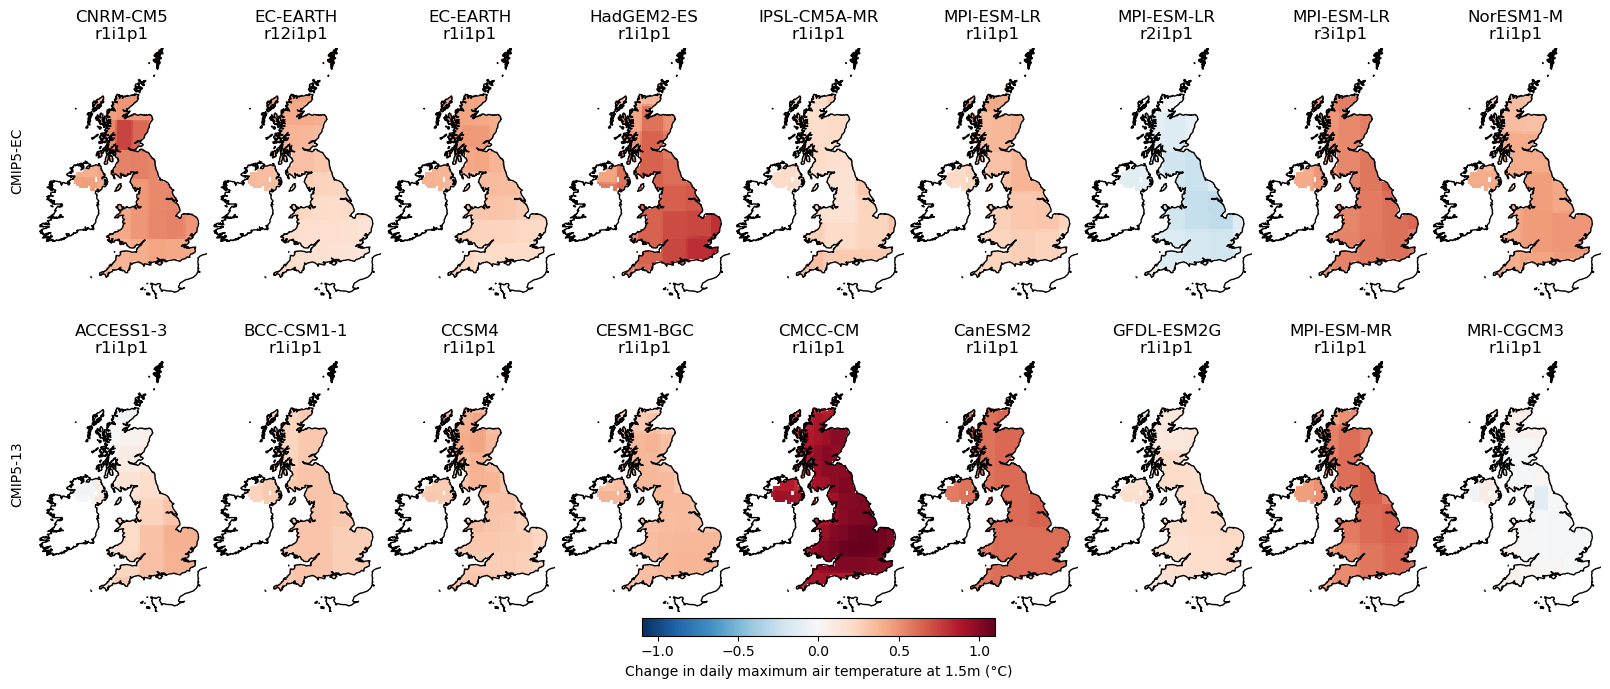 CNRM-CM5 EC-EARTH EC-EARTH HadGEM2-ES IPSL-CM5A-MR MPI-ESM-LR MPI-ESM-LR MPI-ESM-LR NorESM1-M
r1i1p1 r12i1p1 r1i1p1 r1i1p1 r1i1p1 r1i1p1 r2i1p1 r3i1p1 r1i1p1
CMIP5-EC
ACCESS1-3 BCC-CSM1-1 CCSM4 CESM1-BGC CMCC-CM CanESM2 GFDL-ESM2G MPI-ESM-MR MRI-CGCM3
r1i1p1 r1i1p1 r1i1p1 r1i1p1 r1i1p1 r1i1p1 r1i1p1 r1i1p1 r1i1p1
CMIP5-13
−1.0 −0.5 0.0 0.5 1.0
Change in daily maximum air temperature at 1.5m (°C)